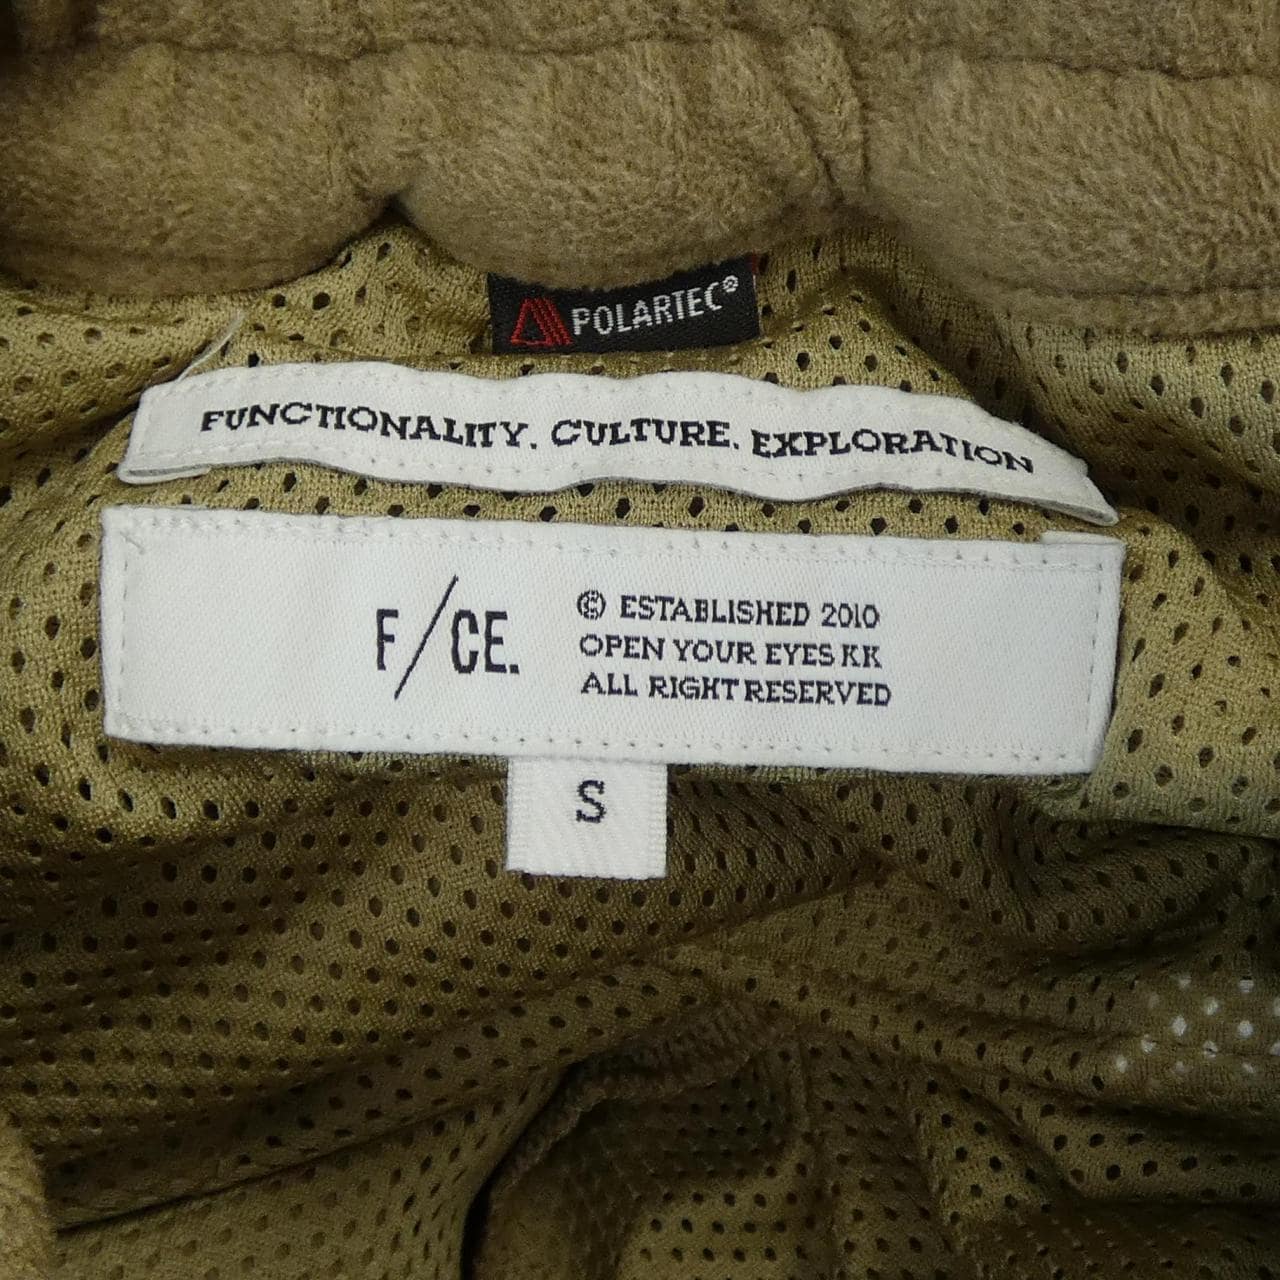 POLARTEC®
FUNCTIONALITY. CULTURE. EXPLORATION
F/CE.
© ESTABLISHED 2010
OPEN YOUR EYES KK
ALL RIGHT RESERVED
S